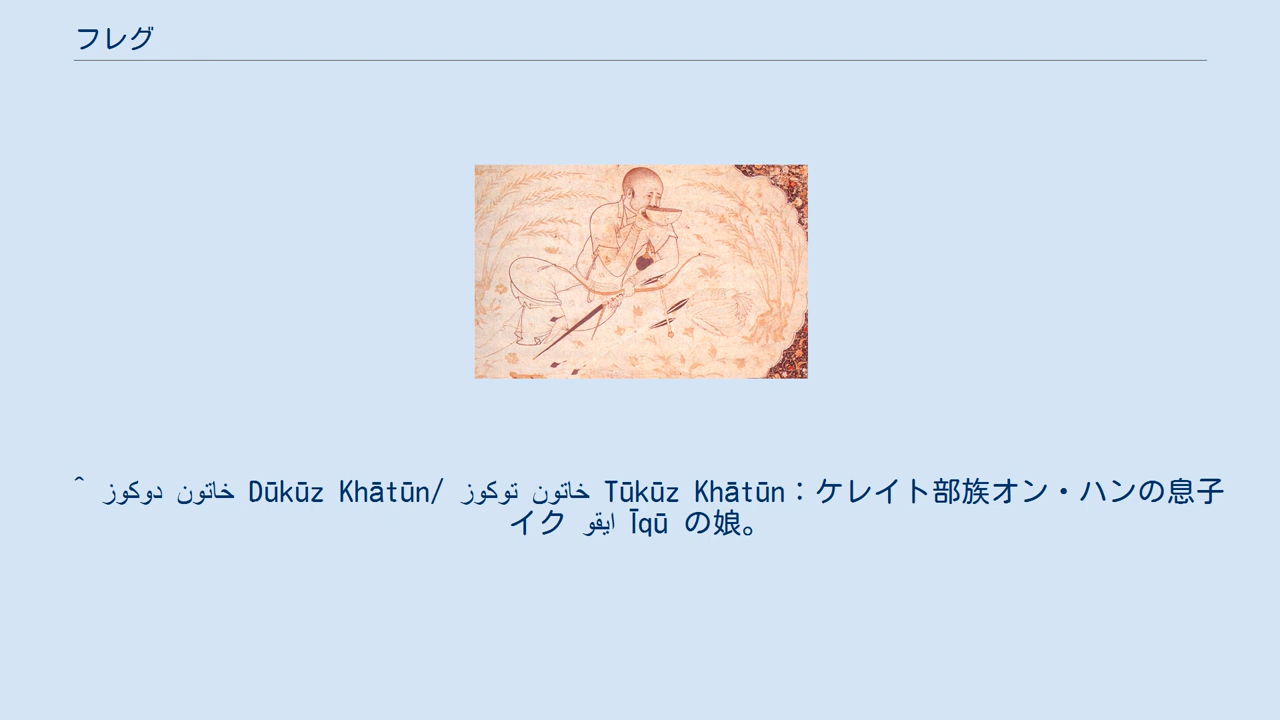 フレグ
^ دوكوز خاتون Dūkūz Khātūn/ توكوز خاتون Tūkūz Khātūn：ケレイト部族オン・ハンの息子
イク ايقو Īqū の娘。